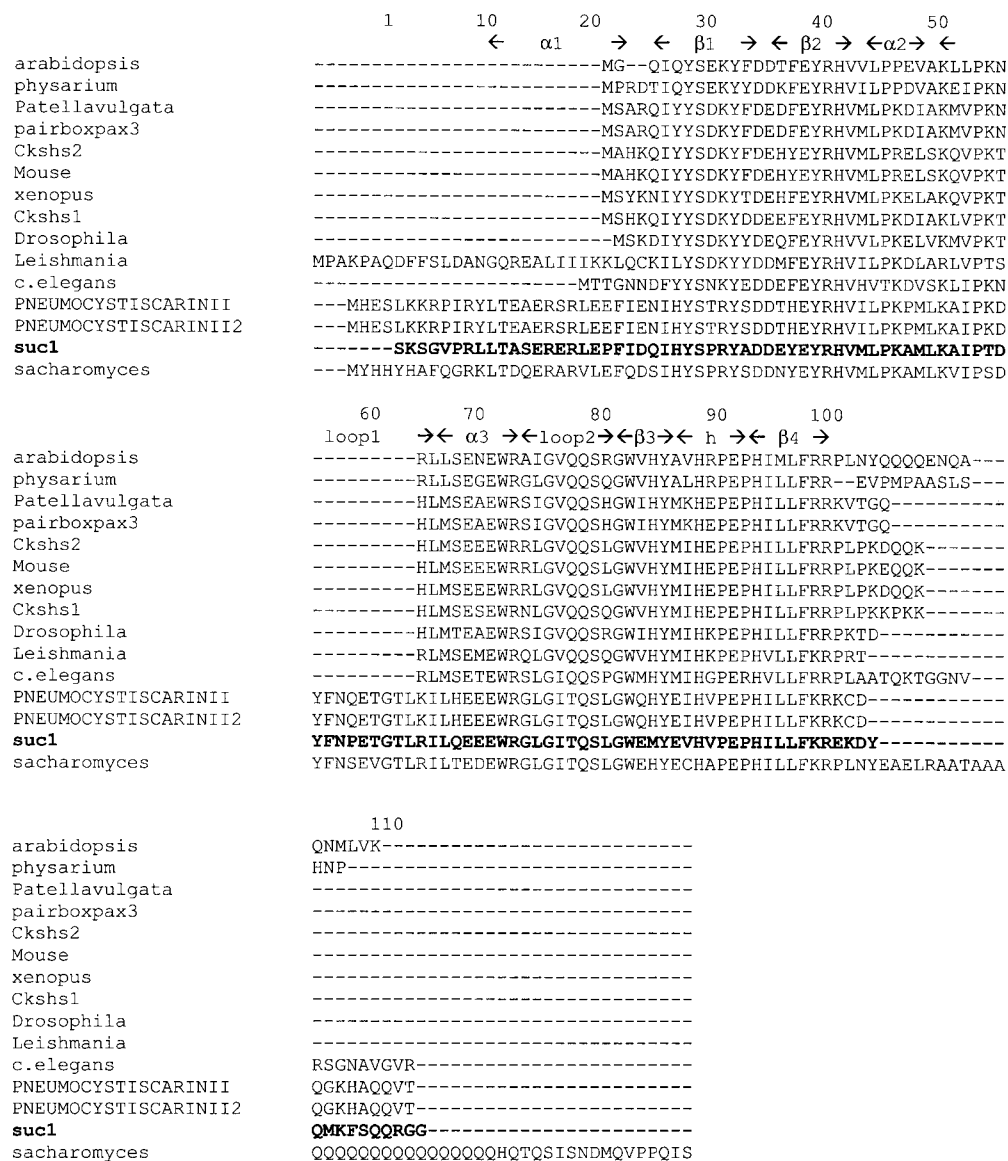 1 10 20 30 40 50
← α1 → ← β1 → ← β2 → ←α2→ ←
arabidopsis -------------------------MG--QIQYSEKYFDDTFEYRHVVLPPEVAKLLPKN
physarium -------------------------MPRDTIQYSEKYYDDKFEYRHVILPPDVAKEIPKN
Patellavulgata -------------------------MSARQIYYSDKYFDEDFEYRHVMLPKDIAKMVPKN
pairboxpax3 -------------------------MSARQIYYSDKYFDEDFEYRHVMLPKDIAKMVPKN
Ckshs2 -------------------------MAHKQIYYSDKYFDEHYEYRHVMLPRELSKQVPKT
Mouse -------------------------MAHKQIYYSDKYFDEHYEYRHVMLPRELSKQVPKT
xenopus -------------------------MSYKNIYYSDKYTDEHFEYRHVMLPKELAKQVPKT
Ckshs1 -------------------------MSHKQIYYSDKYDDEEFEYRHVMLPKDIAKLVPKT
Drosophila --------------------------MSKDIYYSDKYYDEQFEYRHVVLPKELVKMVPKT
Leishmania MPAKPAQDFFSLDANGQREALIIIKKLQCKILYSDKYYDDMFEYRHVILPKDLARLVPTS
c.elegans -----------------------MTTGNNDFYYSNKYEDDEFEYRHVHVTKDVSKLIPKN
PNEUMOCYSTISCARINII ---MHESLKKRPIRYLTEAERSRLEEFIENIHYSTRYSDDTHEYRHVILPKPMLKAIPKD
PNEUMOCYSTISCARINII2 ---MHESLKKRPIRYLTEAERSRLEEFIENIHYSTRYSDDTHEYRHVILPKPMLKAIPKD
suc1 -------SKSGVPRLLTASERERLEPFIDQIHYSPRYADDEYEYRHVMLPKAMLKAIPTD
sacharomyces ---MYHHYHAFQGRKLTDQERARVLEFQDSIHYSPRYSDDNYEYRHVMLPKAMLKVIPSD
60 70 80 90 100
loop1 →← α3 →←loop2→←β3→← h →← β4 →
arabidopsis ---------RLLSENEWRAIGVQQSRGWVHYAVHRPEPHIMLFRRPLNYQQQQENQA---
physarium ---------RLLSEGEWRGLGVQQSQGWVHYALHRPEPHILLFRR--EVPMPAASLS---
Patellavulgata ---------HLMSEAEWRSIGVQQSHGWIHYMKHEPEPHILLFRRKVTGQ----------
pairboxpax3 ---------HLMSEAEWRSIGVQQSHGWIHYMKHEPEPHILLFRRKVTGQ----------
Ckshs2 ---------HLMSEEEWRRLGVQQSLGWVHYMIHEPEPHILLFRRPLPKDQQK-------
Mouse ---------HLMSEEEWRRLGVQQSLGWVHYMIHEPEPHILLFRRPLPKEQQK-------
xenopus ---------HLMSEEEWRRLGVQQSLGWVHYMIHEPEPHILLFRRPLPKDQQK-------
Ckshs1 ---------HLMSESEWRNLGVQQSQGWVHYMIHEPEPHILLFRRPLPKKPKK-------
Drosophila ---------HLMTEAEWRSIGVQQSRGWIHYMIHKPEPHILLFRRPKTD-----------
Leishmania ---------RLMSEMEWRQLGVQQSQGWVHYMIHKPEPHVLLFKRPRT------------
c.elegans ---------RLMSETEWRSLGIQQSPGWMHYMIHGPERHVLLFRRPLAATQKTGGNV---
PNEUMOCYSTISCARINII YFNQETGTLKILHEEEWRGLGITQSLGWQHYEIHVPEPHILLFKRKCD------------
PNEUMOCYSTISCARINII2 YFNQETGTLRILHEEEWRGLGITQSLGWQHYEIHVPEPHILLFKRKCD------------
suc1 YFNPETGTLRILQEEEWRGLGITQSLGWEMYEVHVPEPHILLFKREKDY-----------
sacharomyces YFNSEVGTLRILTEDEWRGLGITQSLGWEHYECHAPEPHILLFKRPLNYEAELRAATAAA
110
arabidopsis QNMLVK---------------------------
physarium HNP------------------------------
Patellavulgata ---------------------------------
pairboxpax3 ---------------------------------
Ckshs2 ---------------------------------
Mouse ---------------------------------
xenopus ---------------------------------
Ckshs1 ---------------------------------
Drosophila ---------------------------------
Leishmania ---------------------------------
c.elegans RSGNAVGVR------------------------
PNEUMOCYSTISCARINII QGKHAQQVT------------------------
PNEUMOCYSTISCARINII2 QGKHAQQVT------------------------
suc1 QMKFSQQRGG-----------------------
sacharomyces QQQQQQQQQQQQQQQQHQTQSISNDMQVPPQIS